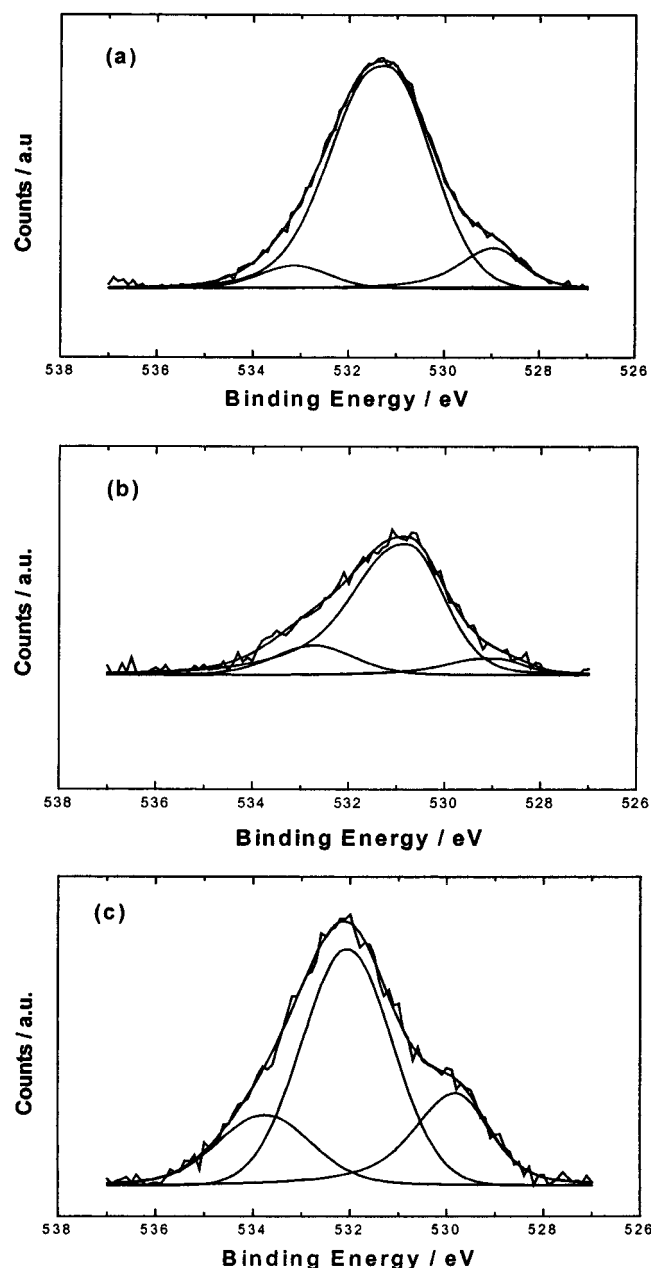 (a)
Counts / a.u
538 536 534 532 530 528 526
Binding Energy / eV
(b)
Counts / a.u.
538 536 534 532 530 528 526
Binding Energy / eV
(c)
Counts / a.u.
538 536 534 532 530 528 526
Binding Energy / eV